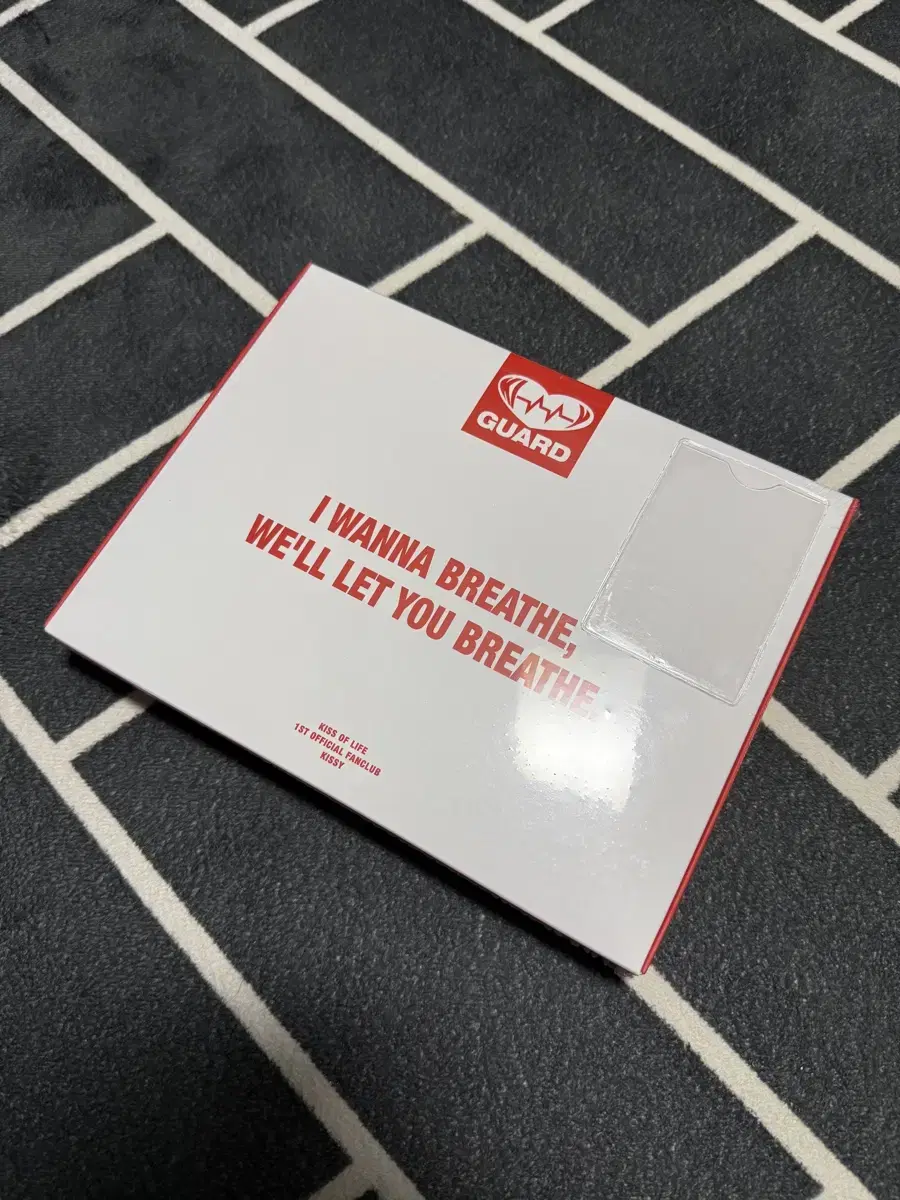 GUARD
I WANNA BREATHE,
WE'LL LET YOU BREATHE.
KISS OF LIFE
1ST OFFICIAL FANCLUB
KISSY